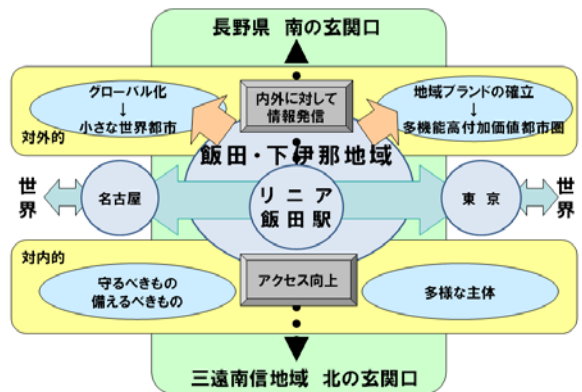 長野県 南の玄関口
グローバル化
↓
小さな世界都市
内外に対して
情報発信
地域ブランドの確立
↓
多機能高付加価値都市圏
対外的
飯田・下伊那地域
世界
名古屋
リニア
飯田駅
東京
世界
対内的
守るべきもの
備えるべきもの
アクセス向上
多様な主体
三遠南信地域 北の玄関口